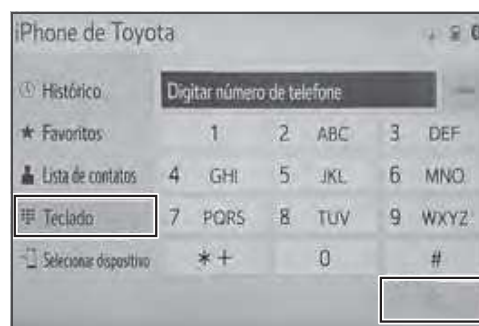 iPhone de Toyota
Histórico
Digitar número de telefone
Favoritos
1 2 ABC 3 DEF
Lista de contatos
4 GHI 5 JKL 6 MNO
Teclado
7 PQRS 8 TUV 9 WXYZ
Selecionar dispositivo
*+ 0 #